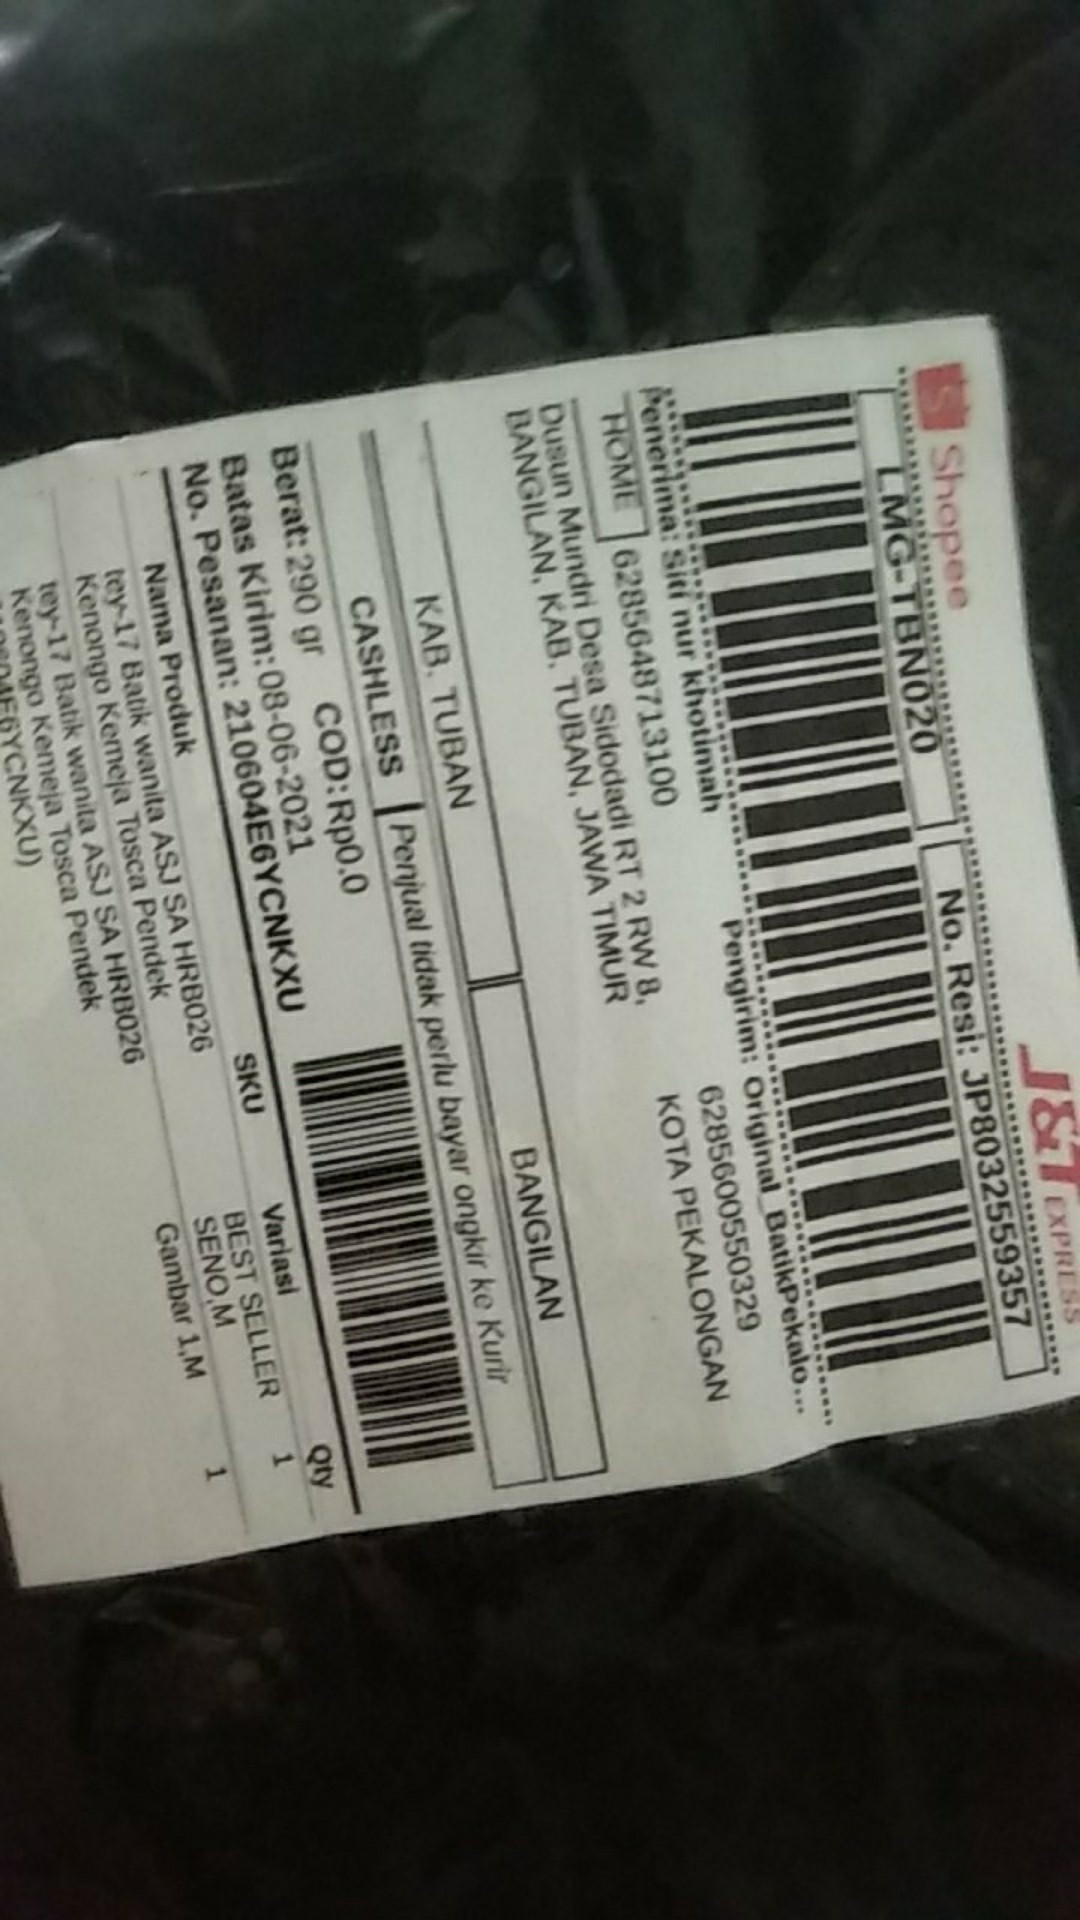 Shopee
J&T EXPRESS
LMG-TBN020
No. Resi: JP8032559357
Penerima: Siti nur khotimah
Pengirim: Original_BatikPekalo...
HOME 6285648713100
6285600550329
Dusun Mundri Desa Sidodadi RT 2 RW 8,
KOTA PEKALONGAN
BANGILAN, KAB. TUBAN, JAWA TIMUR
KAB. TUBAN
BANGILAN
CASHLESS
Penjual tidak perlu bayar ongkir ke Kurir
Berat: 290 gr
COD: Rp0.0
Batas Kirim: 08-06-2021
No. Pesanan: 210604E6YCNKXU
Nama Produk
SKU
Variasi
Qty
tey-17 Batik wanita ASJ SA HRB026
BEST SELLER
1
Kenongo Kemeja Tosca Pendek
SENO,M
tey-17 Batik wanita ASJ SA HRB026
Gambar 1,M
1
Kenongo Kemeja Tosca Pendek